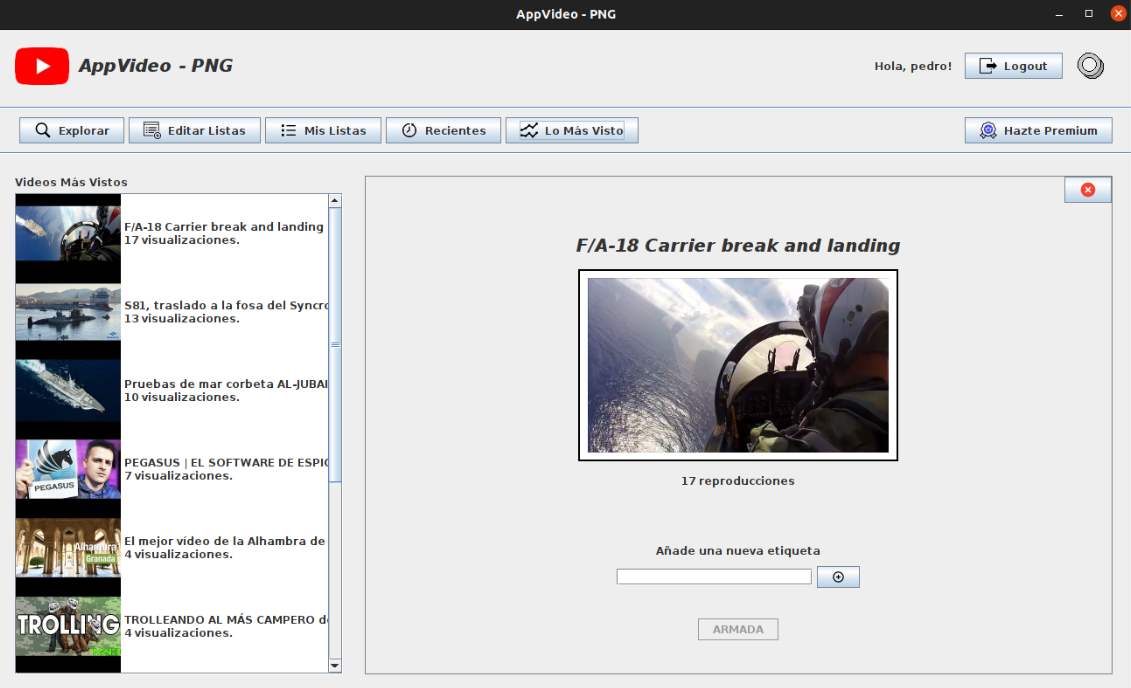 AppVideo - PNG
AppVideo - PNG
Hola, pedro!
Logout
Explorar
Editar Listas
Mis Listas
Recientes
Lo Más Visto
Hazte Premium
Videos Más Vistos
F/A-18 Carrier break and landing
17 visualizaciones.
S81, traslado a la fosa del Syncro
13 visualizaciones.
Pruebas de mar corbeta AL-JUBAI
10 visualizaciones.
PEGASUS
PEGASUS | EL SOFTWARE DE ESPIO
7 visualizaciones.
Alhambra
Granada
El mejor vídeo de la Alhambra de
4 visualizaciones.
TROLLING
TROLLEANDO AL MÁS CAMPERO de
4 visualizaciones.
F/A-18 Carrier break and landing
17 reproducciones
Añade una nueva etiqueta
ARMADA